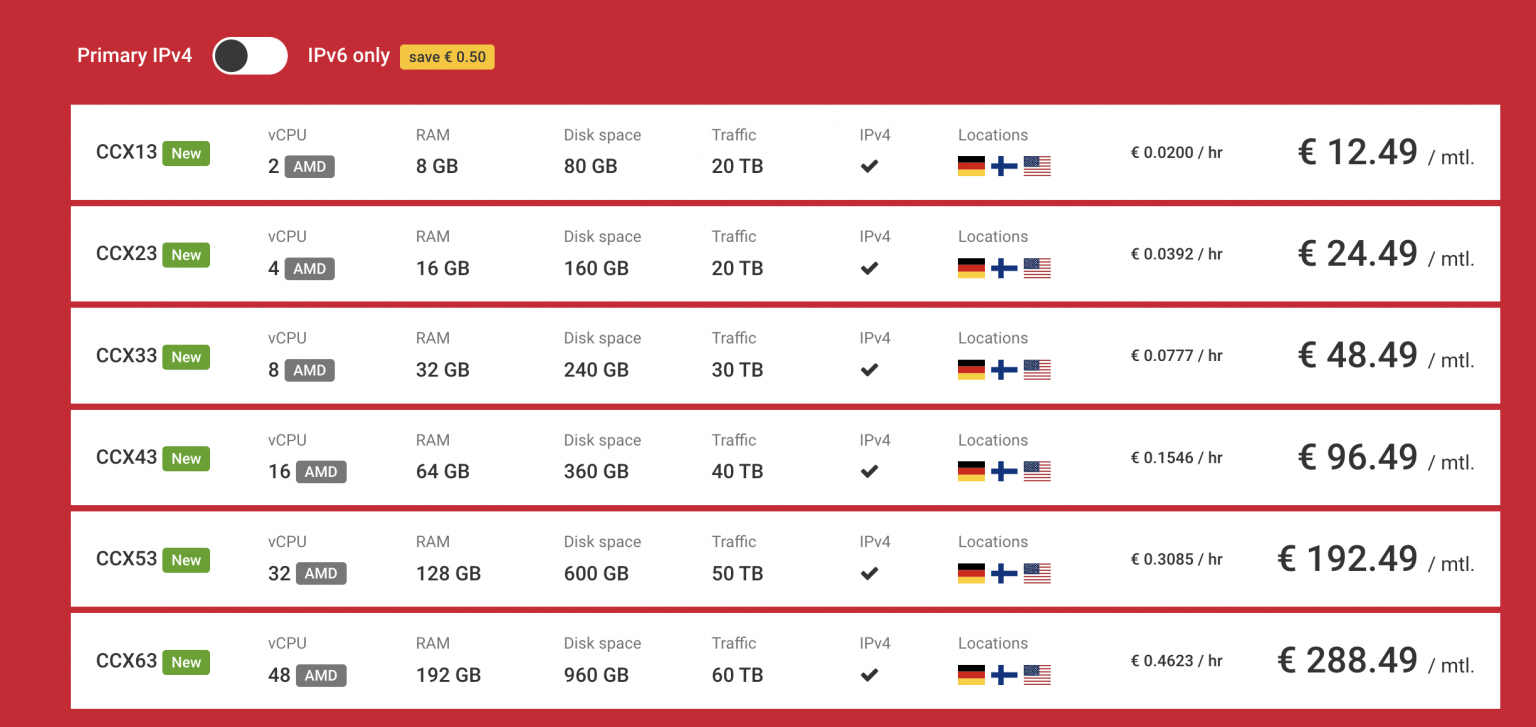 Primary IPv4 IPv6 only save € 0.50
vCPU RAM Disk space Traffic IPv4 Locations
CCX13 New 2 AMD 8 GB 80 GB 20 TB € 0.0200 / hr € 12.49 / mtl.
vCPU RAM Disk space Traffic IPv4 Locations
CCX23 New 4 AMD 16 GB 160 GB 20 TB € 0.0392 / hr € 24.49 / mtl.
vCPU RAM Disk space Traffic IPv4 Locations
CCX33 New 8 AMD 32 GB 240 GB 30 TB € 0.0777 / hr € 48.49 / mtl.
vCPU RAM Disk space Traffic IPv4 Locations
CCX43 New 16 AMD 64 GB 360 GB 40 TB € 0.1546 / hr € 96.49 / mtl.
vCPU RAM Disk space Traffic IPv4 Locations
CCX53 New 32 AMD 128 GB 600 GB 50 TB € 0.3085 / hr € 192.49 / mtl.
vCPU RAM Disk space Traffic IPv4 Locations
CCX63 New 48 AMD 192 GB 960 GB 60 TB € 0.4623 / hr € 288.49 / mtl.